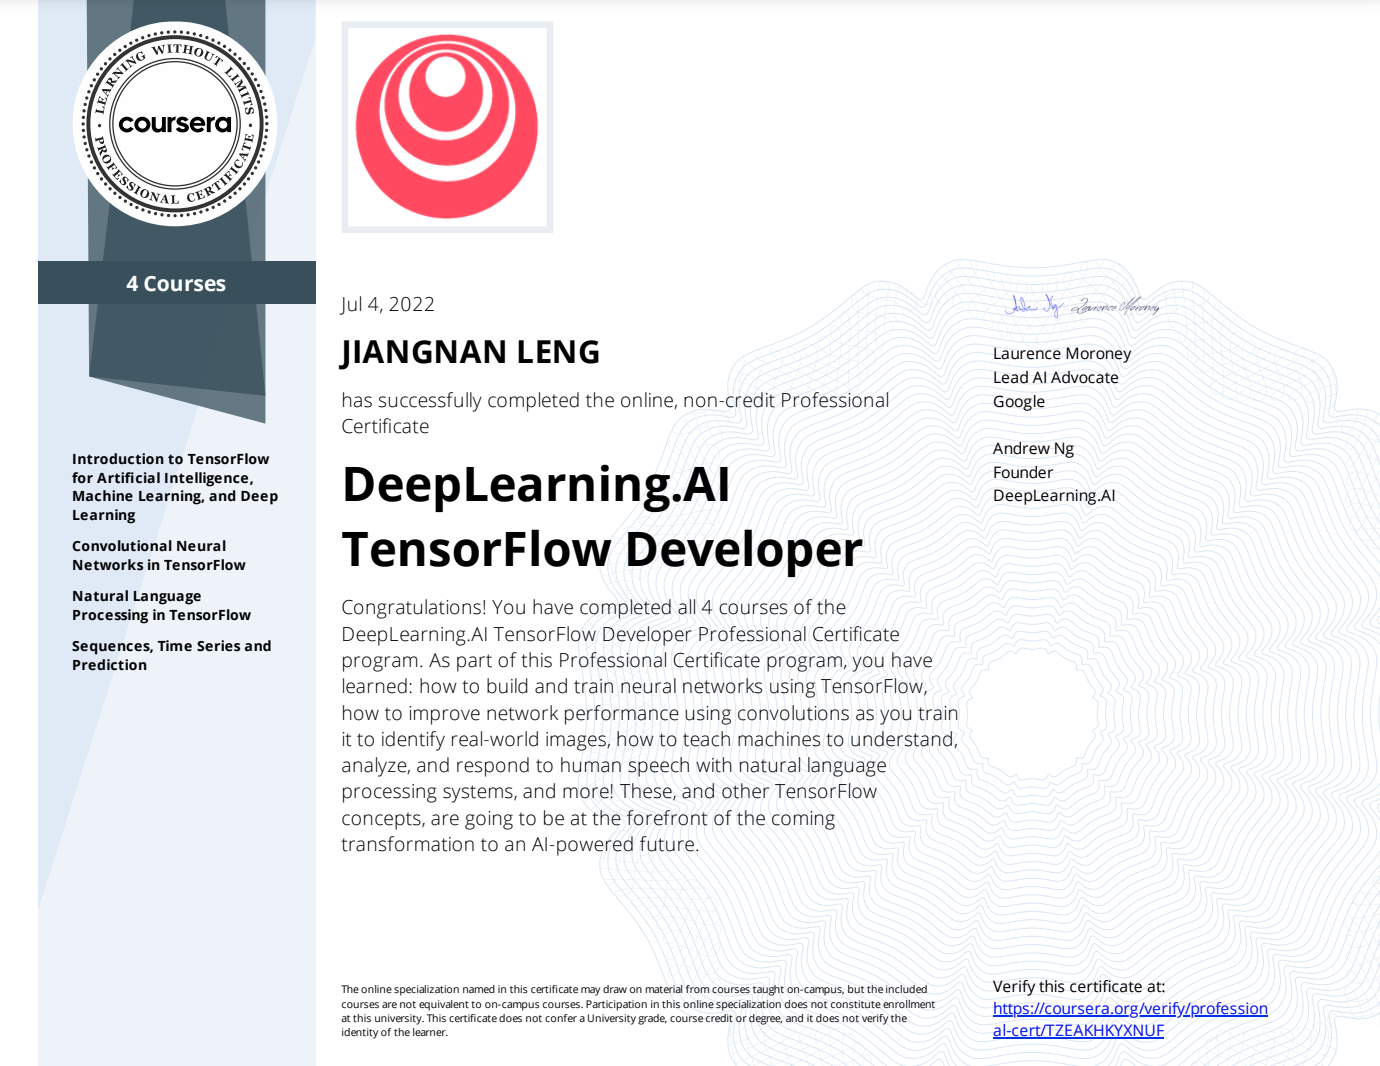 LEARNING WITHOUT LIMITS
coursera
PROFESSIONAL CERTIFICATE
4 Courses
Introduction to TensorFlow
for Artificial Intelligence,
Machine Learning, and Deep
Learning
Convolutional Neural
Networks in TensorFlow
Natural Language
Processing in TensorFlow
Sequences, Time Series and
Prediction
Jul 4, 2022
JIANGNAN LENG
has successfully completed the online, non-credit Professional
Certificate
DeepLearning.AI
TensorFlow Developer
Congratulations! You have completed all 4 courses of the
DeepLearning.AI TensorFlow Developer Professional Certificate
program. As part of this Professional Certificate program, you have
learned: how to build and train neural networks using TensorFlow,
how to improve network performance using convolutions as you train
it to identify real-world images, how to teach machines to understand,
analyze, and respond to human speech with natural language
processing systems, and more! These, and other TensorFlow
concepts, are going to be at the forefront of the coming
transformation to an AI-powered future.
Andrew Ng Laurence Moroney
Laurence Moroney
Lead AI Advocate
Google
Andrew Ng
Founder
DeepLearning.AI
The online specialization named in this certificate may draw on material from courses taught on-campus, but the included
courses are not equivalent to on-campus courses. Participation in this online specialization does not constitute enrollment
at this university. This certificate does not confer a University grade, course credit or degree, and it does not verify the
identity of the learner.
Verify this certificate at:
https://coursera.org/verify/profession
al-cert/TZEAKHKYXNUF